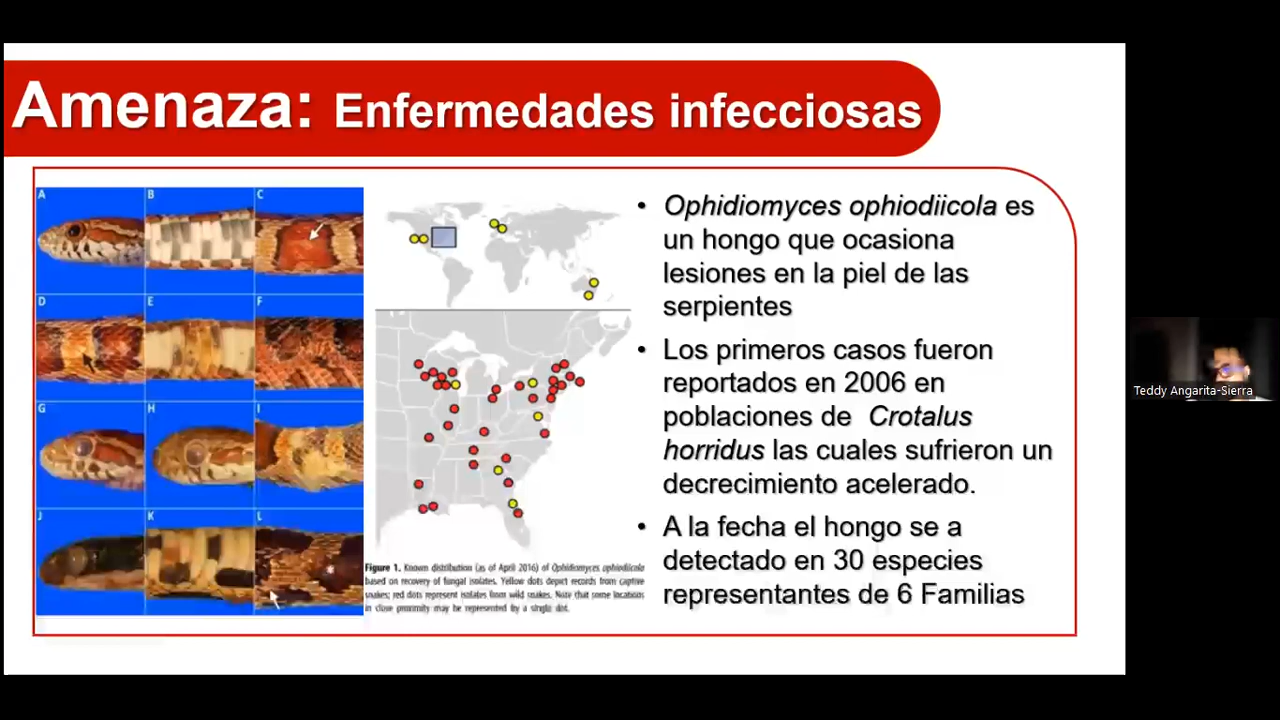 Amenaza: Enfermedades infecciosas
A
B
C
D
E
F
G
H
I
J
K
L
Figure 1. Known distribution (as of April 2016) of Ophidiomyces ophiodiicola
based on recovery of fungal isolates. Yellow dots depict records from captive
snakes; red dots represent isolates from wild snakes. Note that some locations
in close proximity may be represented by a single dot.
• Ophidiomyces ophiodiicola es
un hongo que ocasiona
lesiones en la piel de las
serpientes
• Los primeros casos fueron
reportados en 2006 en
poblaciones de Crotalus
horridus las cuales sufrieron un
decrecimiento acelerado.
• A la fecha el hongo se a
detectado en 30 especies
representantes de 6 Familias
Teddy Angarita-Sierra